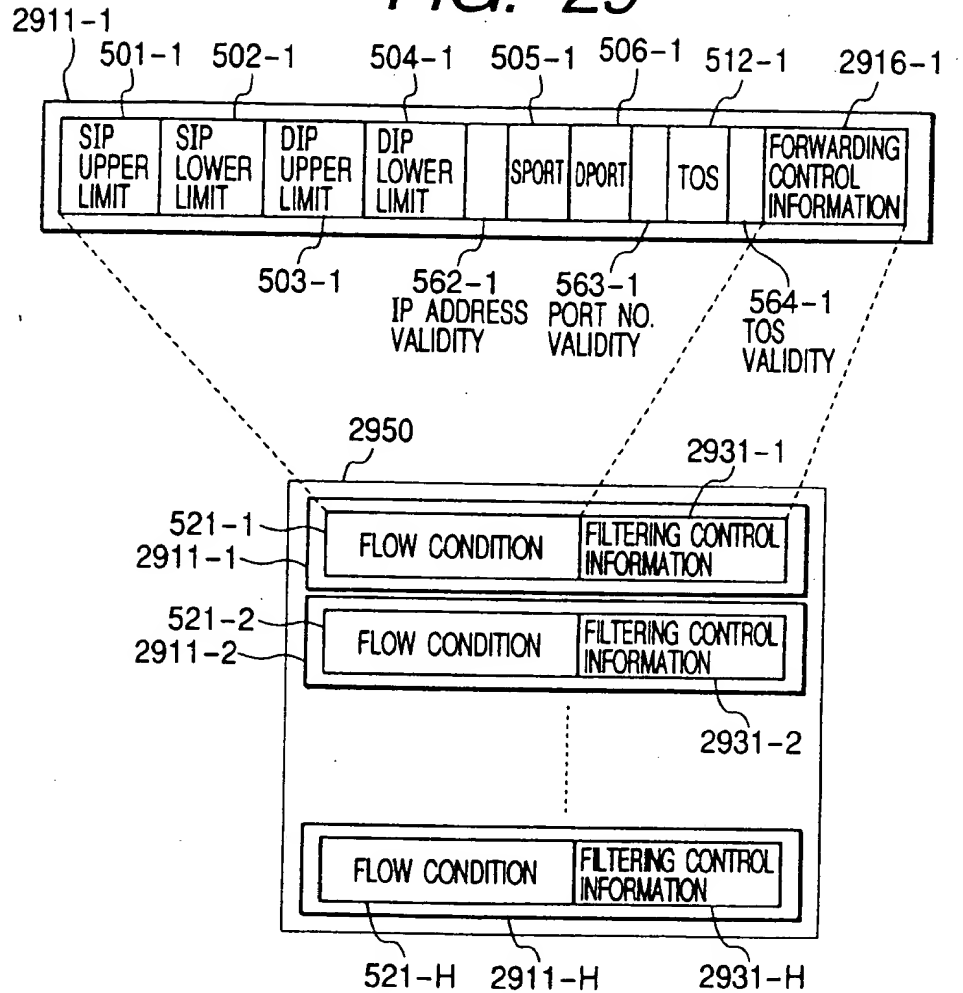 FIG. 29
2911-1
501-1 502-1 504-1 505-1 506-1 512-1 2916-1
SIP UPPER LIMIT
SIP LOWER LIMIT
DIP UPPER LIMIT
DIP LOWER LIMIT
SPORT
DPORT
TOS
FORWARDING CONTROL INFORMATION
503-1
562-1
IP ADDRESS
VALIDITY
563-1
PORT NO.
VALIDITY
564-1
TOS
VALIDITY
2950
2931-1
521-1
2911-1
FLOW CONDITION
FILTERING CONTROL
INFORMATION
521-2
2911-2
FLOW CONDITION
FILTERING CONTROL
INFORMATION
2931-2
FLOW CONDITION
FILTERING CONTROL
INFORMATION
521-H 2911-H 2931-H